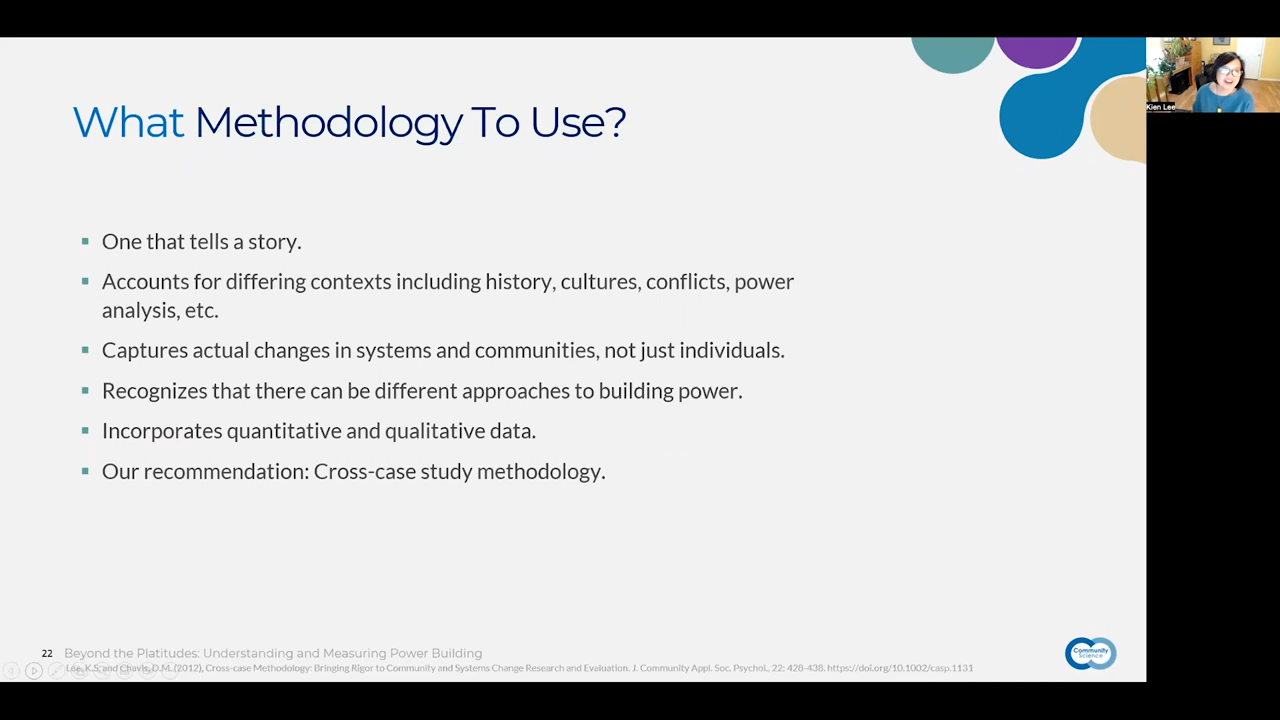 What Methodology To Use?
Kien Lee
One that tells a story.
Accounts for differing contexts including history, cultures, conflicts, power
analysis, etc.
Captures actual changes in systems and communities, not just individuals.
Recognizes that there can be different approaches to building power.
Incorporates quantitative and qualitative data.
Our recommendation: Cross-case study methodology.
22 Beyond the Platitudes: Understanding and Measuring Power Building
Lee, K.S. and Chavis, D.M. (2012), Cross-case Methodology: Bringing Rigor to Community and Systems Change Research and Evaluation. J. Community Appl. Soc. Psychol., 22: 428-438. https://doi.org/10.1002/casp.1131
Community
Science